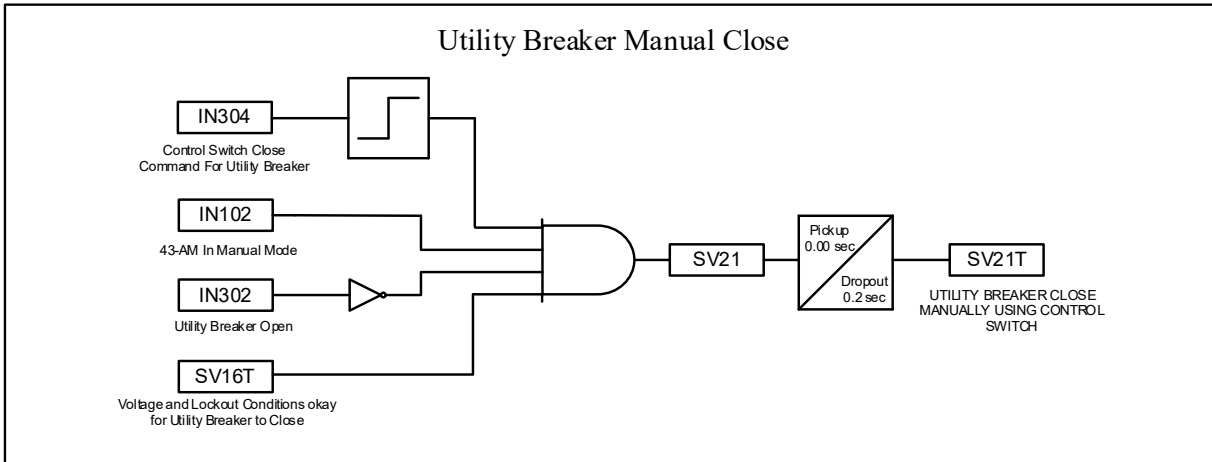 Utility Breaker Manual Close
IN304
Control Switch Close
Command For Utility Breaker
IN102
43-AM In Manual Mode
IN302
Utility Breaker Open
SV16T
Voltage and Lockout Conditions okay
for Utility Breaker to Close
SV21
Pickup
0.00 sec
Dropout
0.2 sec
SV21T
UTILITY BREAKER CLOSE
MANUALLY USING CONTROL
SWITCH